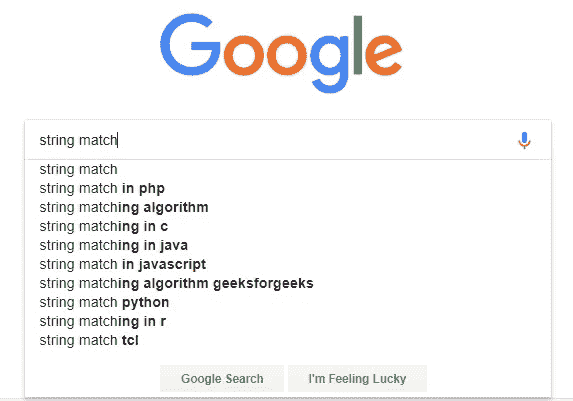 Google
string match
string match
string match in php
string matching algorithm
string matching in c
string matching in java
string match in javascript
string matching algorithm geeksforgeeks
string match python
string matching in r
string match tcl
Google Search I'm Feeling Lucky